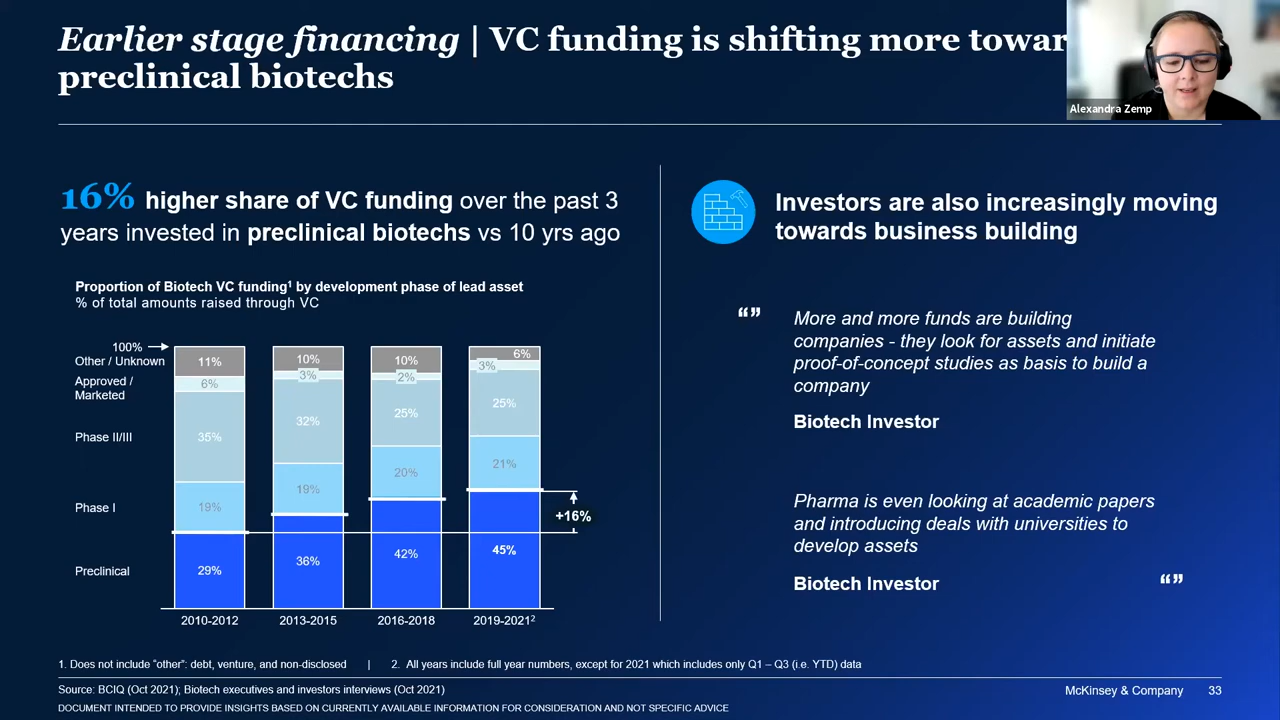 Earlier stage financing | VC funding is shifting more towar
preclinical biotechs
Alexandra Zemp
16% higher share of VC funding over the past 3
years invested in preclinical biotechs vs 10 yrs ago
Proportion of Biotech VC funding¹ by development phase of lead asset
% of total amounts raised through VC
100%
Other / Unknown
11%
10%
10%
6%
Approved /
Marketed
6%
3%
2%
3%
Phase II/III
35%
32%
25%
25%
Phase I
19%
19%
20%
21%
+16%
Preclinical
29%
36%
42%
45%
2010-2012
2013-2015
2016-2018
2019-2021²
Investors are also increasingly moving
towards business building
“”
More and more funds are building
companies - they look for assets and initiate
proof-of-concept studies as basis to build a
company
Biotech Investor
Pharma is even looking at academic papers
and introducing deals with universities to
develop assets
Biotech Investor
“”
1. Does not include "other": debt, venture, and non-disclosed | 2. All years include full year numbers, except for 2021 which includes only Q1 – Q3 (i.e. YTD) data
Source: BCIQ (Oct 2021); Biotech executives and investors interviews (Oct 2021)
DOCUMENT INTENDED TO PROVIDE INSIGHTS BASED ON CURRENTLY AVAILABLE INFORMATION FOR CONSIDERATION AND NOT SPECIFIC ADVICE
McKinsey & Company 33